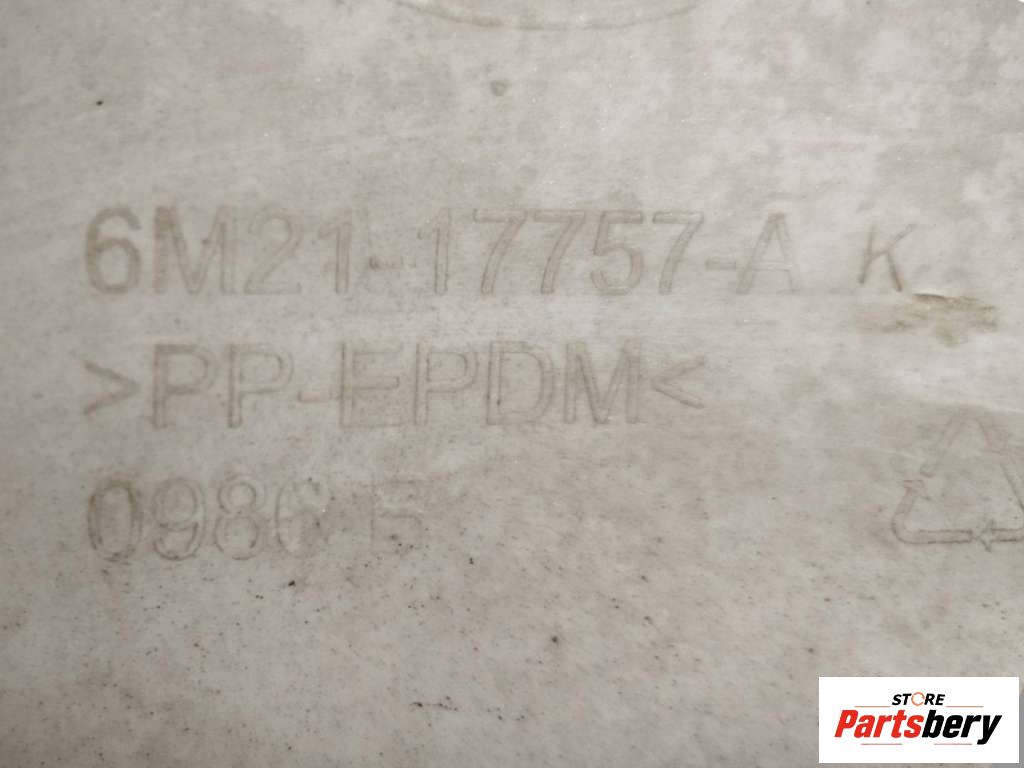 6M21-17757-A K
>PP-EPDM<
0986 F
STORE
Partsbery